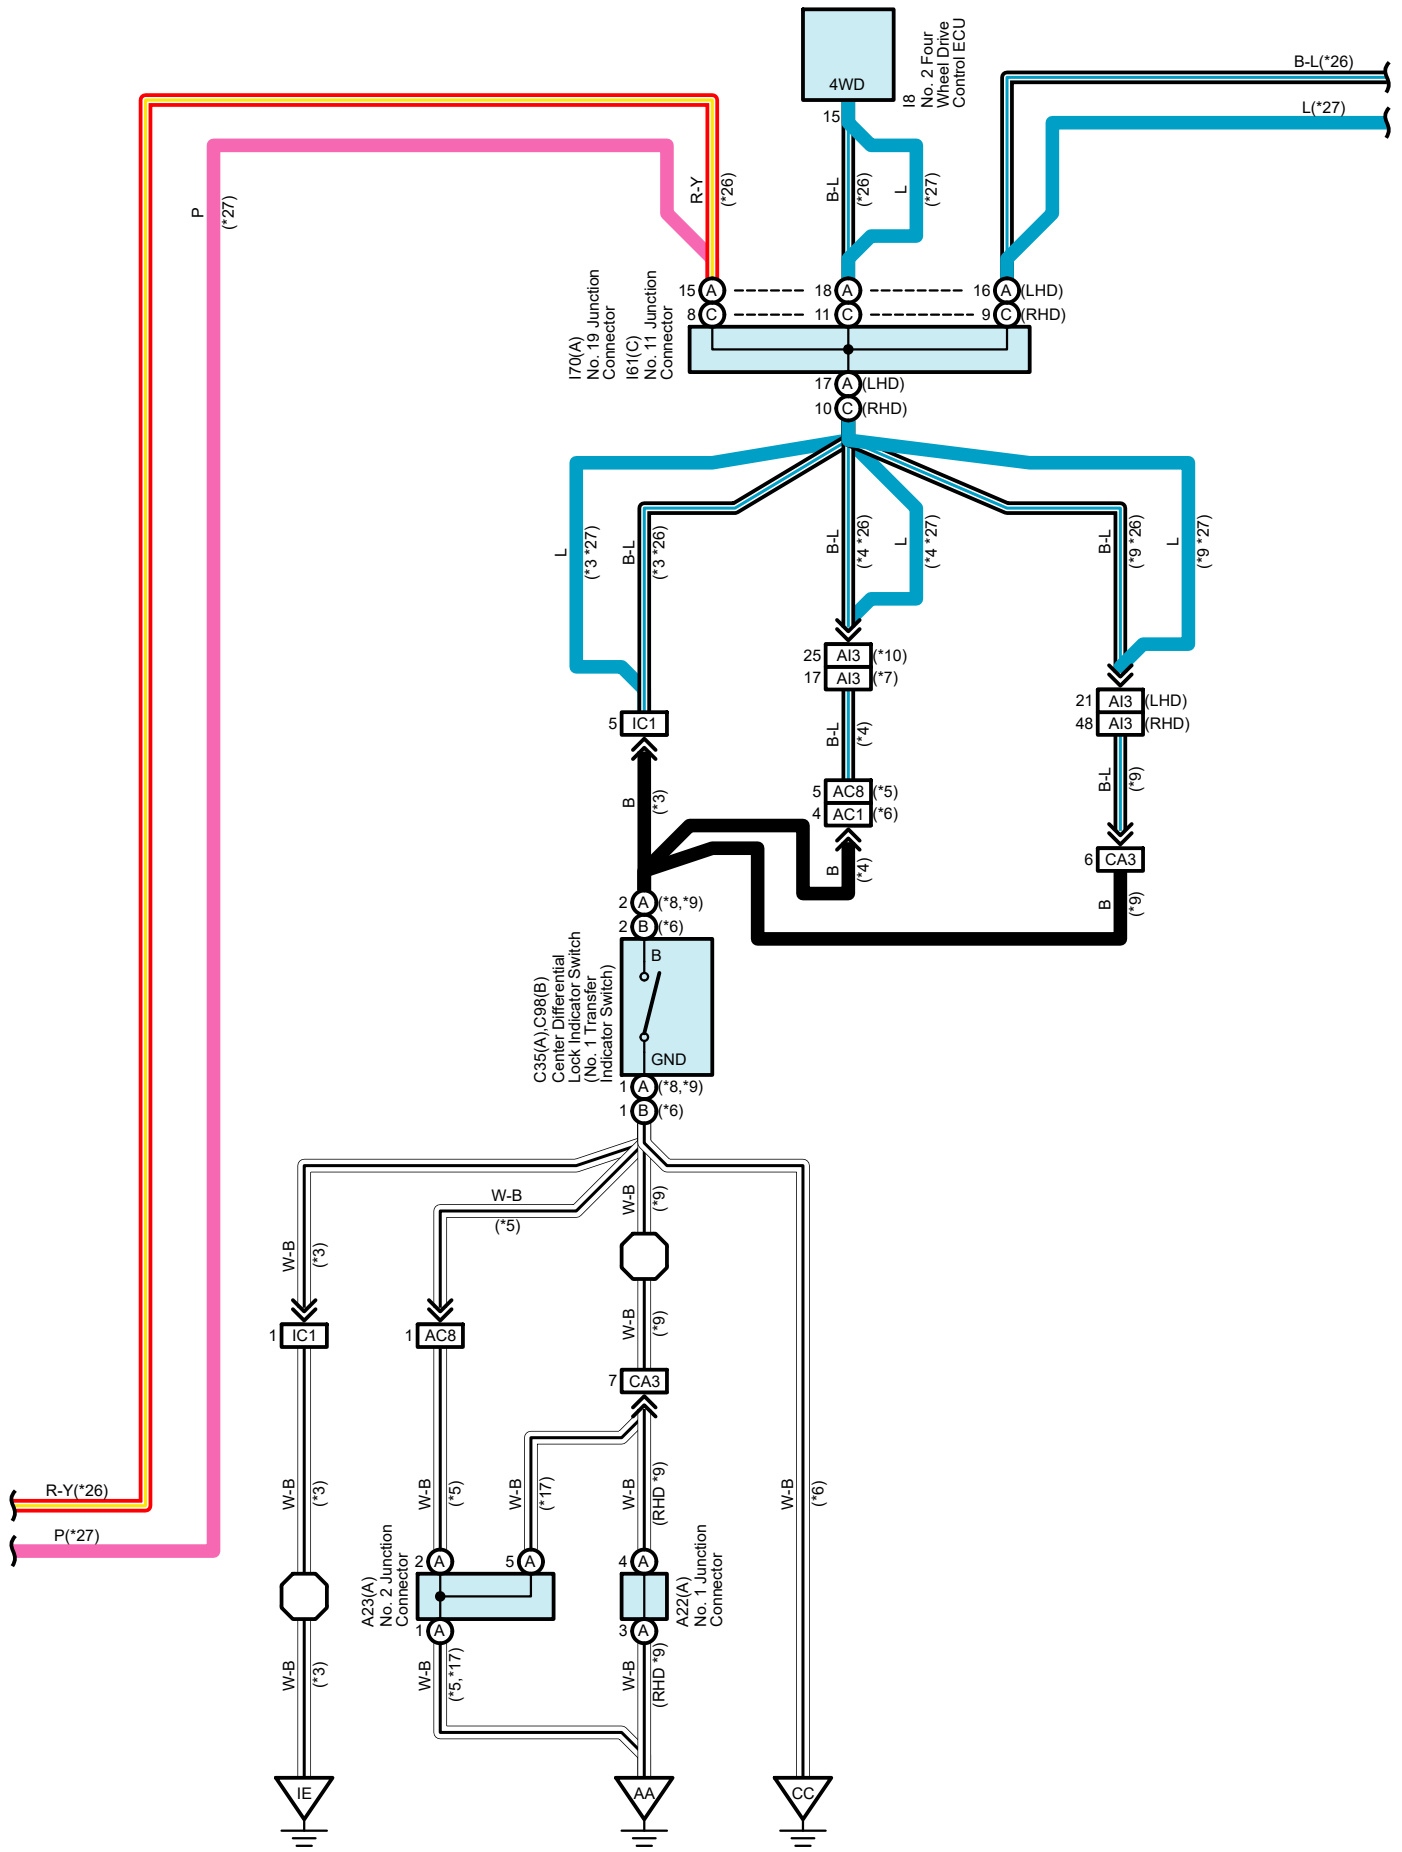 4WD
I8
No. 2 Four
Wheel Drive
Control ECU
15
B-L(*26)
L(*27)
P
(*27)
R-Y
(*26)
B-L
(*26)
L
(*27)
15 A
18 A
16 A (LHD)
8 C
11 C
9 C (RHD)
I70(A)
No. 19 Junction
Connector
I61(C)
No. 11 Junction
Connector
17 A (LHD)
10 C (RHD)
L
(*3 *27)
B-L
(*3 *26)
B-L
(*4 *26)
L
(*4 *27)
B-L
(*9 *26)
L
(*9 *27)
25 AI3 (*10)
17 AI3 (*7)
21 AI3 (LHD)
48 AI3 (RHD)
5 IC1
B-L
(*4)
B-L
(*9)
B
(*3)
5 AC8 (*5)
4 AC1 (*6)
B
(*4)
6 CA3
B
(*9)
2 A (*8,*9)
2 B (*6)
B
GND
C35(A),C98(B)
Center Differential
Lock Indicator Switch
(No. 1 Transfer
Indicator Switch)
1 A (*8,*9)
1 B (*6)
W-B
(*5)
W-B
(*9)
W-B
(*3)
W-B
(*9)
1 IC1
1 AC8
7 CA3
R-Y(*26)
P(*27)
W-B
(*3)
W-B
(*5)
W-B
(*17)
W-B
(RHD *9)
W-B
(*6)
2 A
5 A
4 A
A23(A)
No. 2 Junction
Connector
A22(A)
No. 1 Junction
Connector
1 A
3 A
W-B
(*3)
W-B
(*5,*17)
W-B
(RHD *9)
IE
AA
CC